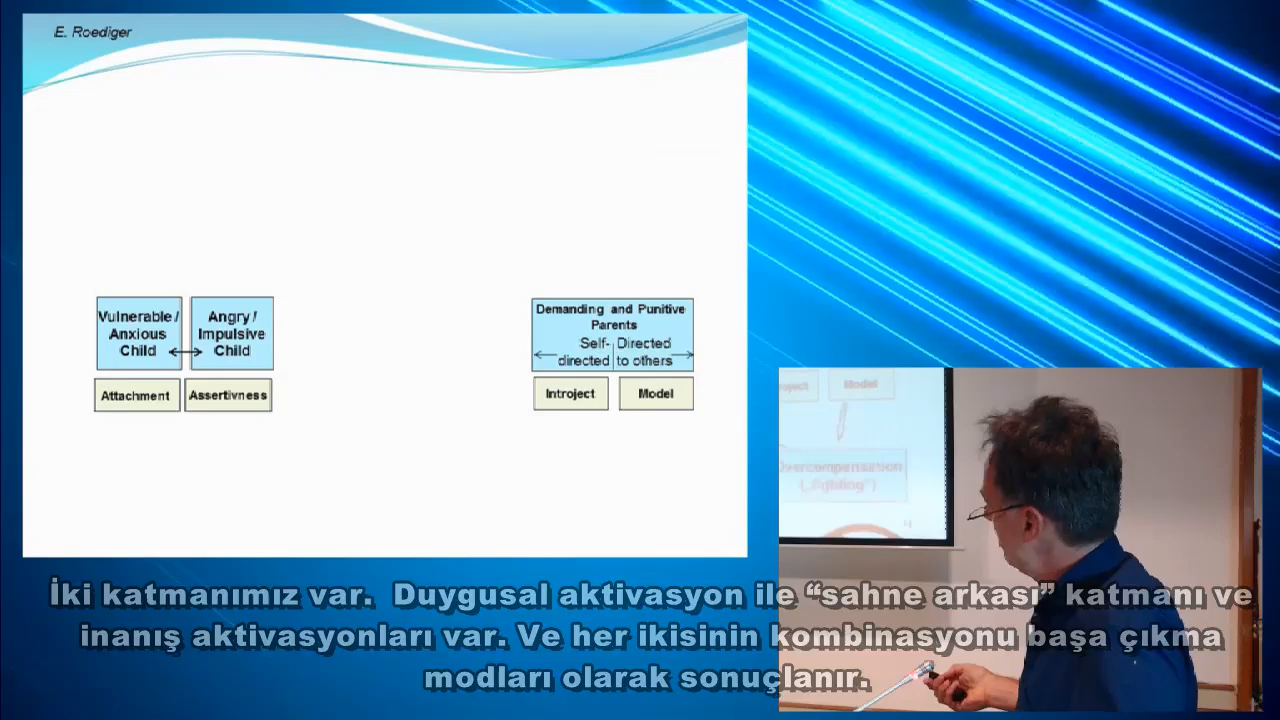 E. Roediger
Vulnerable /
Anxious
Child
Angry /
Impulsive
Child
Attachment
Assertivness
Demanding and Punitive
Parents
Self-
directed
Directed
to others
Introject
Model
Model
İki katmanımız var. Duygusal aktivasyon ile “sahne arkası” katmanı ve
inanış aktivasyonları var. Ve her ikisinin kombinasyonu başa çıkma
modları olarak sonuçlanır.